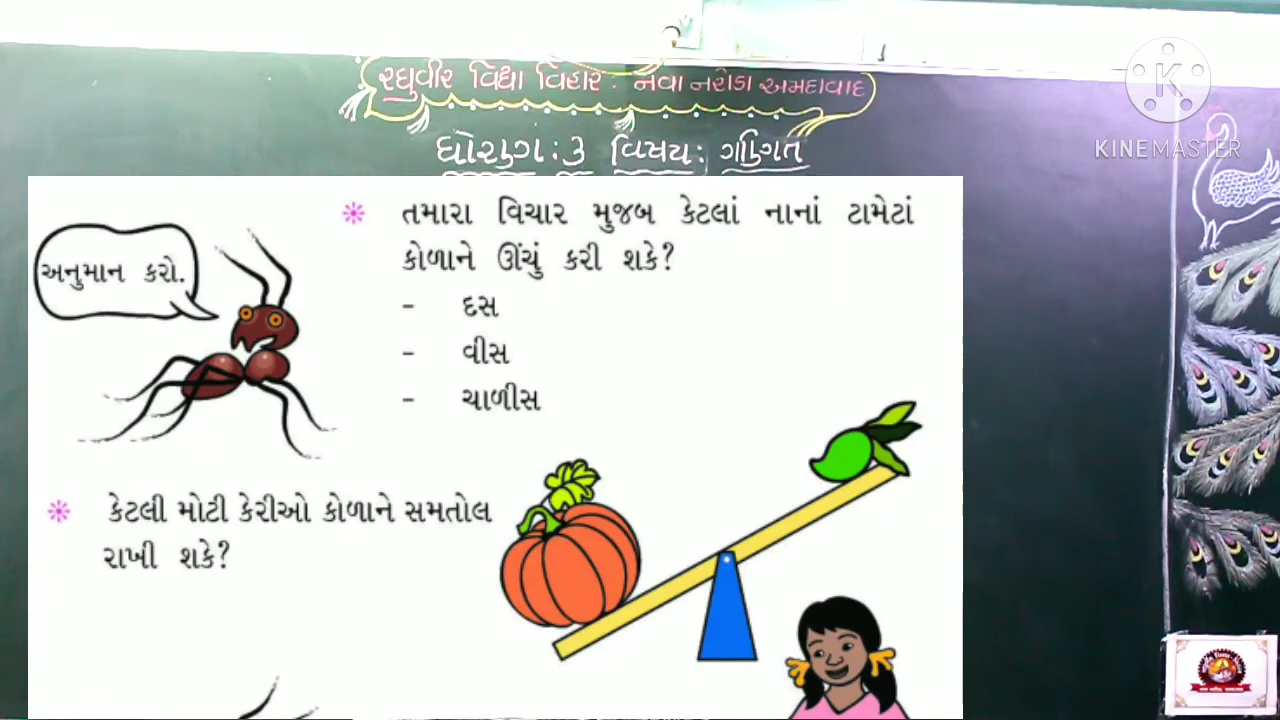 રઘુવીર વિદ્યા વિહાર : નવા નરોડા અમદાવાદ
ધોરણ : ૩ વિષય : ગણિત
KINEMASTER
અનુમાન કરો.
તમારા વિચાર મુજબ કેટલાં નાનાં ટામેટાં
કોળાને ઊંચું કરી શકે?
- દસ
- વીસ
- ચાળીસ
કેટલી મોટી કેરીઓ કોળાને સમતોલ
રાખી શકે?